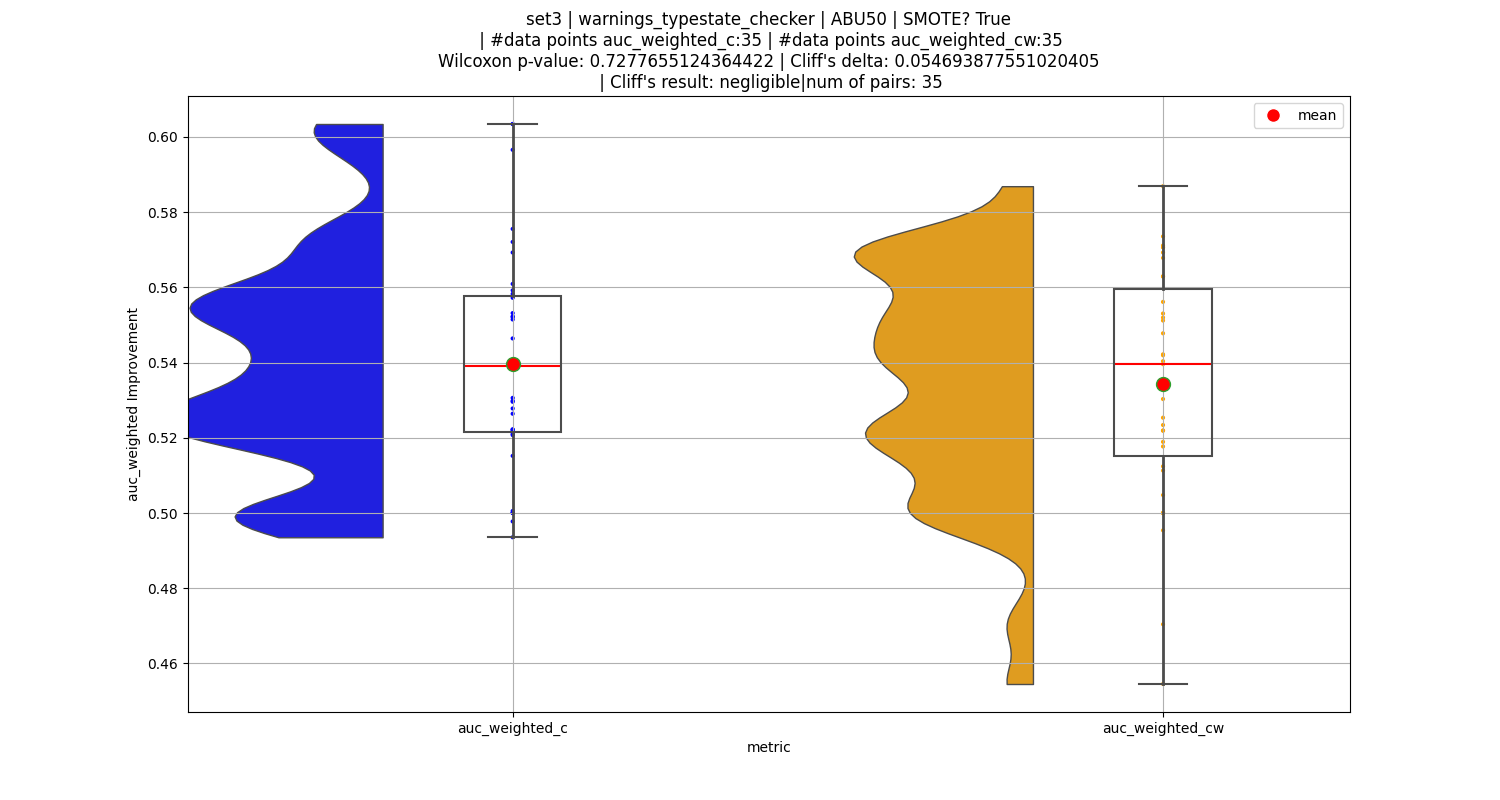 set3 | warnings_typestate_checker | ABU50 | SMOTE? True
| #data points auc_weighted_c:35 | #data points auc_weighted_cw:35
Wilcoxon p-value: 0.7277655124364422 | Cliff's delta: 0.054693877551020405
| Cliff's result: negligible|num of pairs: 35
mean
0.60
0.58
0.56
0.54
0.52
0.50
0.48
0.46
auc_weighted Improvement
auc_weighted_c
auc_weighted_cw
metric